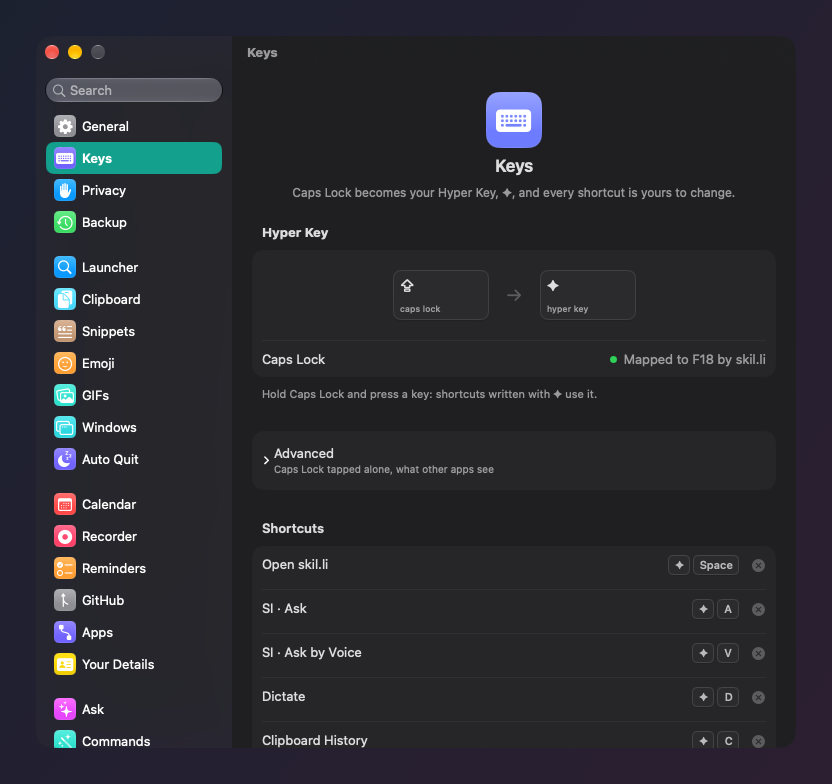 Keys
Search
General
Keys
Privacy
Backup
Launcher
Clipboard
Snippets
Emoji
GIFs
Windows
Auto Quit
Calendar
Recorder
Reminders
GitHub
Apps
Your Details
Ask
Commands
Keys
Caps Lock becomes your Hyper Key, ✦, and every shortcut is yours to change.
Hyper Key
caps lock
→
✦
hyper key
Caps Lock
Mapped to F18 by skil.li
Hold Caps Lock and press a key: shortcuts written with ✦ use it.
Advanced
Caps Lock tapped alone, what other apps see
Shortcuts
Open skil.li ✦ Space
SI · Ask ✦ A
SI · Ask by Voice ✦ V
Dictate ✦ D
Clipboard History ✦ C